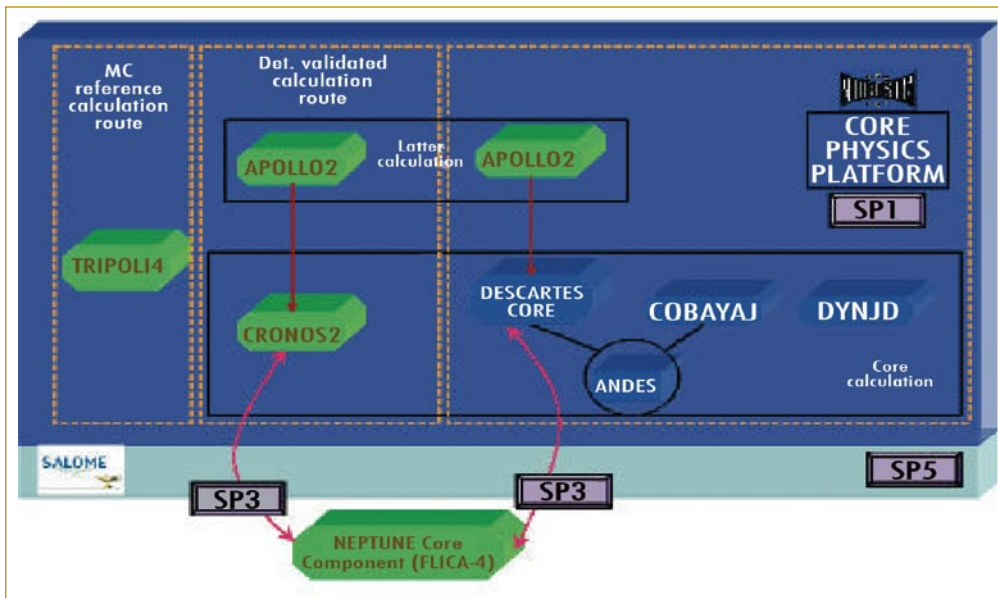 MC
reference
calculation
route
Det. validated
calculation
route
APOLLO2
Latter
calculation
APOLLO2
CORE
PHYSICS
PLATFORM
SP1
TRIPOLI4
CRONOS2
DESCARTES
CORE
COBAYAJ
DYNJD
ANDES
Core
calculation
SALOME
SP5
SP3
SP3
NEPTUNE Core
Component (FLICA-4)